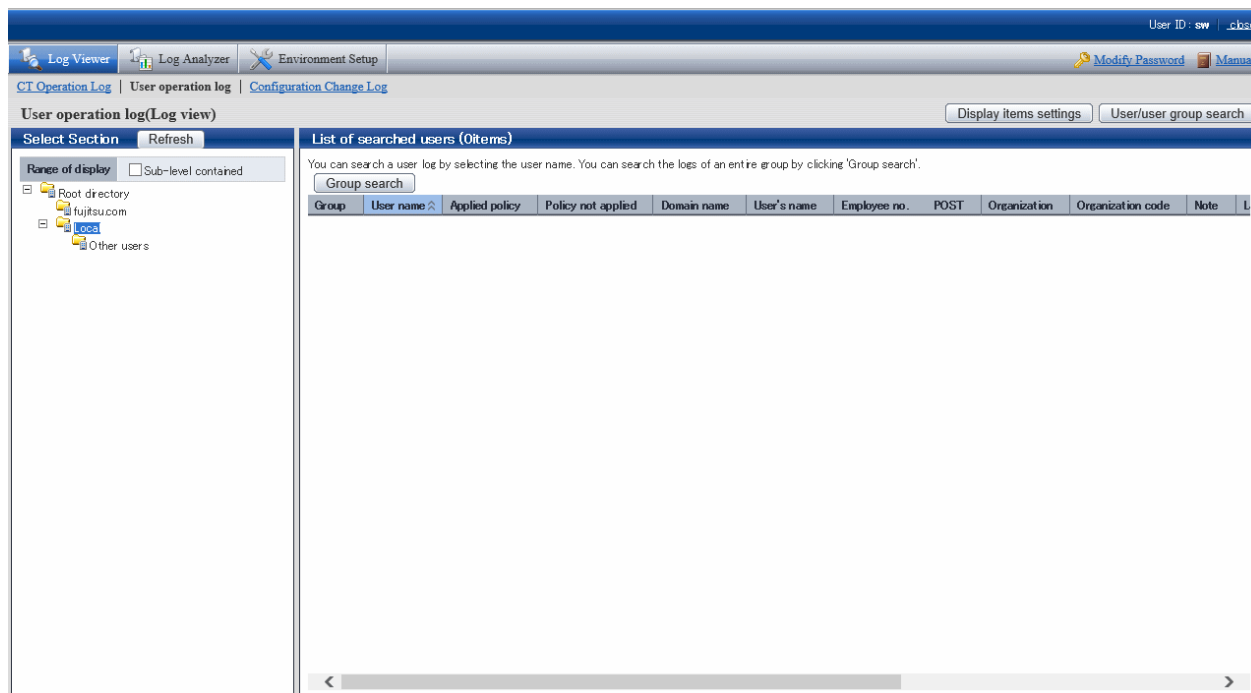 User ID : sw | close
Log Viewer Log Analyzer Environment Setup Modify Password Manua
CT Operation Log | User operation log | Configuration Change Log
User operation log(Log view) Display items settings User/user group search
Select Section Refresh
Range of display Sub-level contained
Root directory
fujitsu.com
Local
Other users
List of searched users (0items)
You can search a user log by selecting the user name. You can search the logs of an entire group by clicking 'Group search'.
Group search
Group User name Applied policy Policy not applied Domain name User's name Employee no. POST Organization Organization code Note L